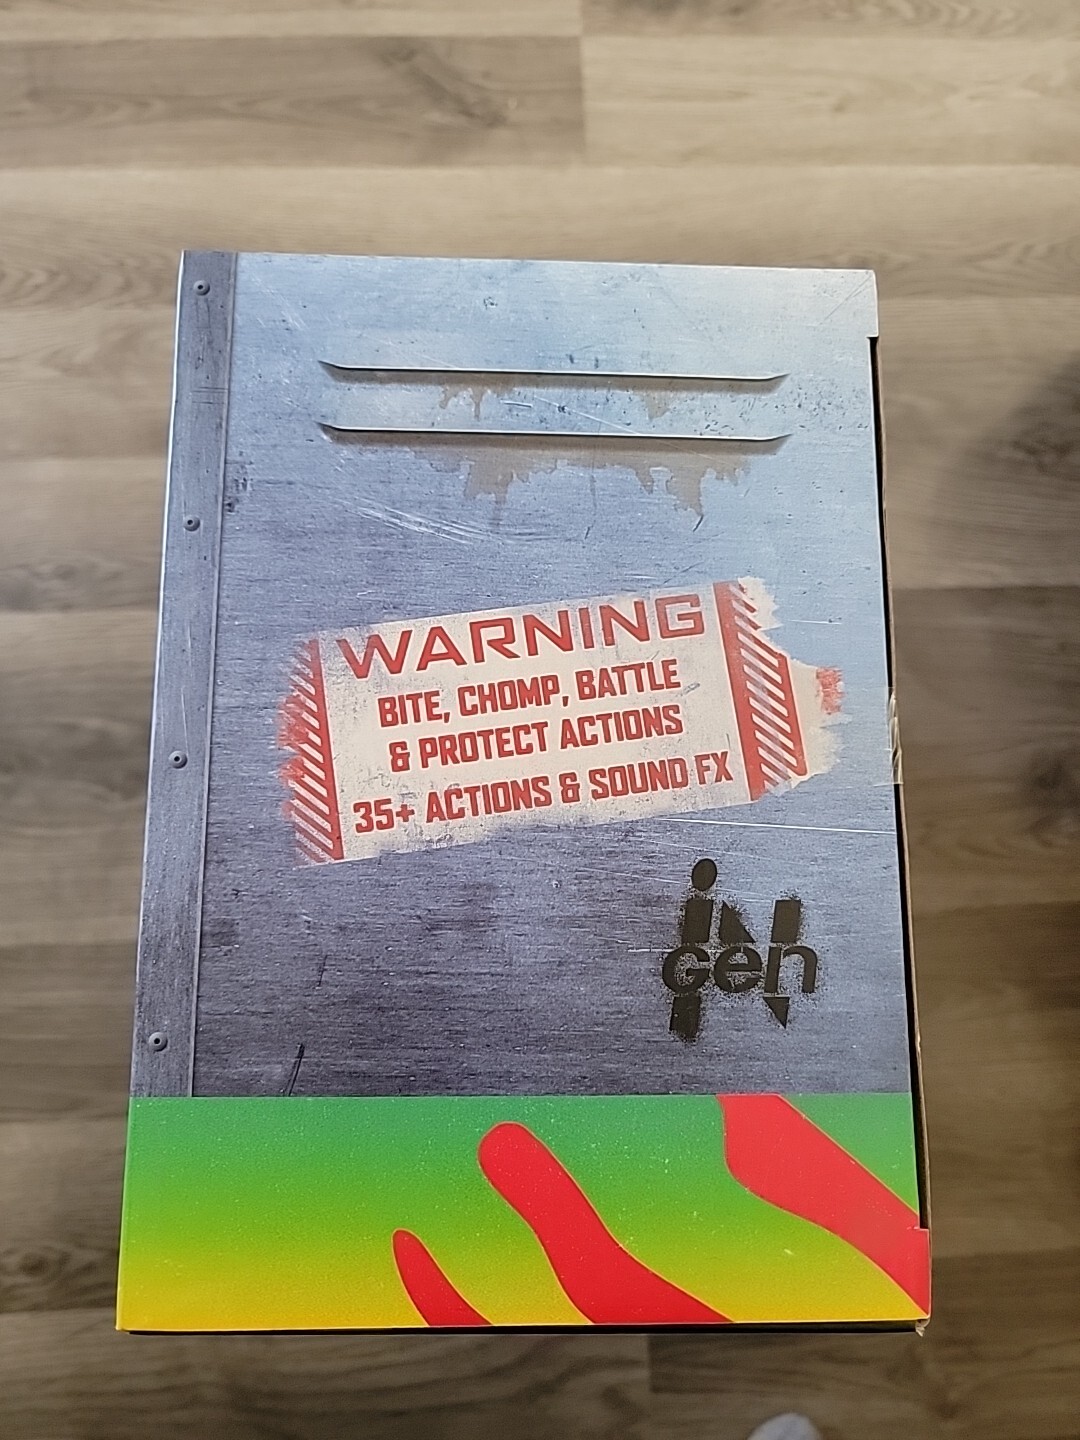 WARNING
BITE, CHOMP, BATTLE
& PROTECT ACTIONS
35+ ACTIONS & SOUND FX
iN
Gen